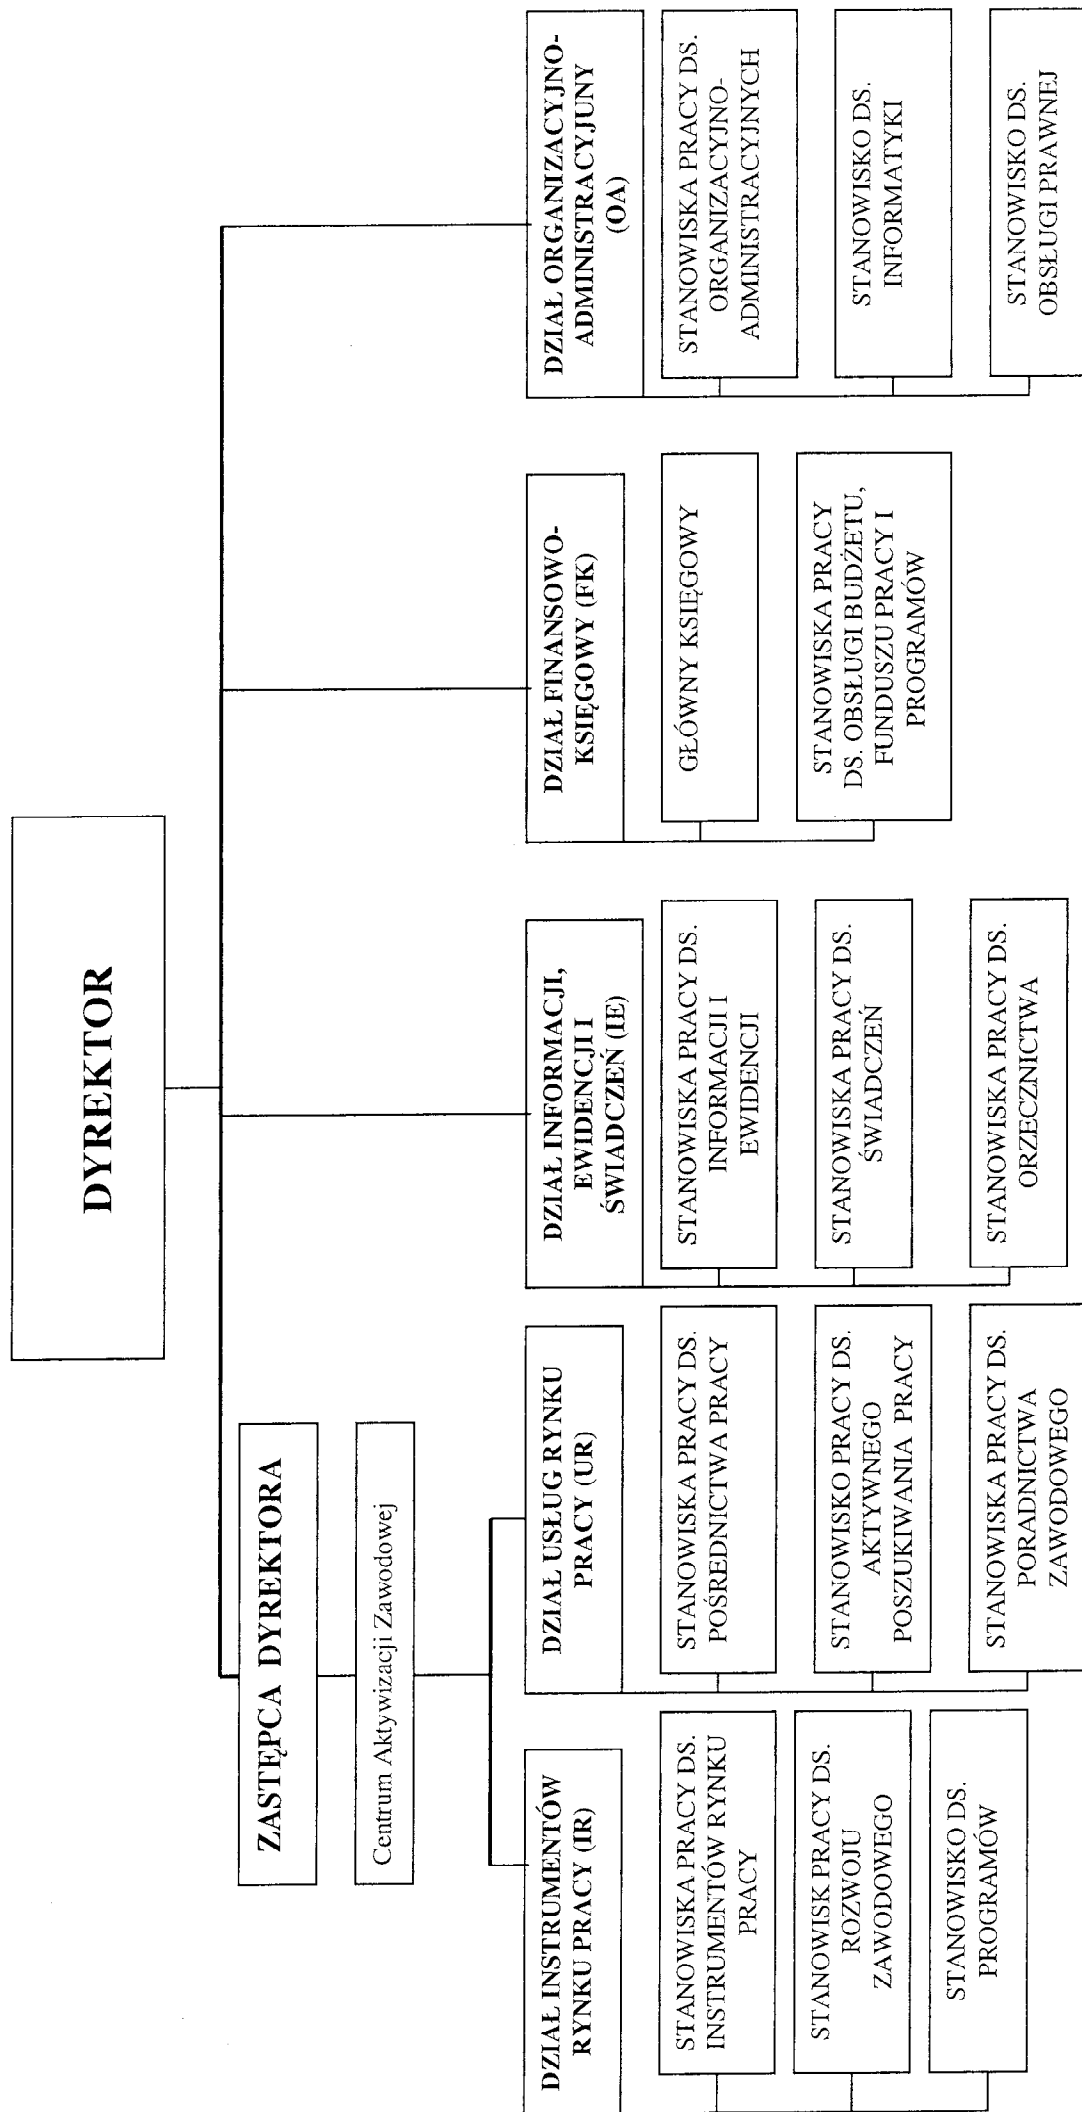 DYREKTOR
ZASTĘPCA DYREKTORA
Centrum Aktywizacji Zawodowej
DZIAŁ INSTRUMENTÓW
RYNKU PRACY (IR)
STANOWISKA PRACY DS.
INSTRUMENTÓW RYNKU
PRACY
STANOWISK PRACY DS.
ROZWOJU
ZAWODOWEGO
STANOWISKO DS.
PROGRAMÓW
DZIAŁ USŁUG RYNKU
PRACY (UR)
STANOWISKA PRACY DS.
POŚREDNICTWA PRACY
STANOWISKO PRACY DS.
AKTYWNEGO
POSZUKIWANIA PRACY
STANOWISKA PRACY DS.
PORADNICTWA
ZAWODOWEGO
DZIAŁ INFORMACJI,
EWIDENCJI I
ŚWIADCZEŃ (IE)
STANOWISKA PRACY DS.
INFORMACJI I
EWIDENCJI
STANOWISKA PRACY DS.
ŚWIADCZEŃ
STANOWISKA PRACY DS.
ORZECZNICTWA
DZIAŁ FINANSOWO-
KSIĘGOWY (FK)
GŁÓWNY KSIĘGOWY
STANOWISKA PRACY
DS. OBSŁUGI BUDŻETU,
FUNDUSZU PRACY I
PROGRAMÓW
DZIAŁ ORGANIZACYJNO-
ADMINISTRACYJUNY
(OA)
STANOWISKA PRACY DS.
ORGANIZACYJNO-
ADMINISTRACYJNYCH
STANOWISKO DS.
INFORMATYKI
STANOWISKO DS.
OBSŁUGI PRAWNEJ